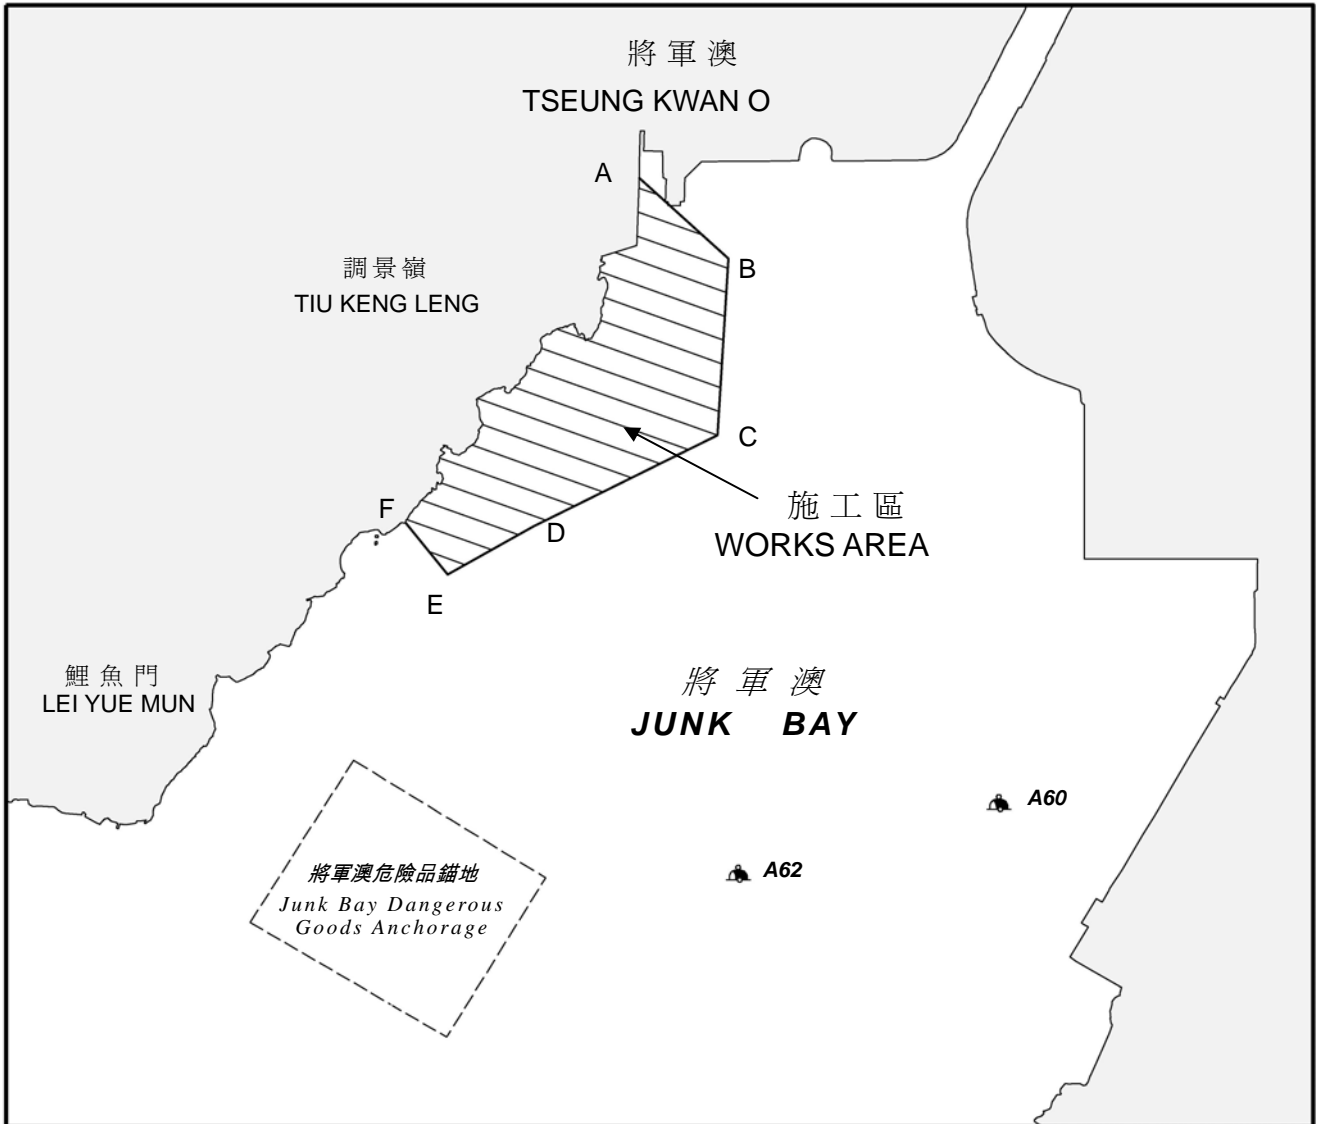 將軍澳
TSEUNG KWAN O
A
B
調景嶺
TIU KENG LENG
C
施工區
WORKS AREA
F
D
E
鯉魚門
LEI YUE MUN
將軍澳
JUNK BAY
A60
A62
將軍澳危險品錨地
Junk Bay Dangerous
Goods Anchorage